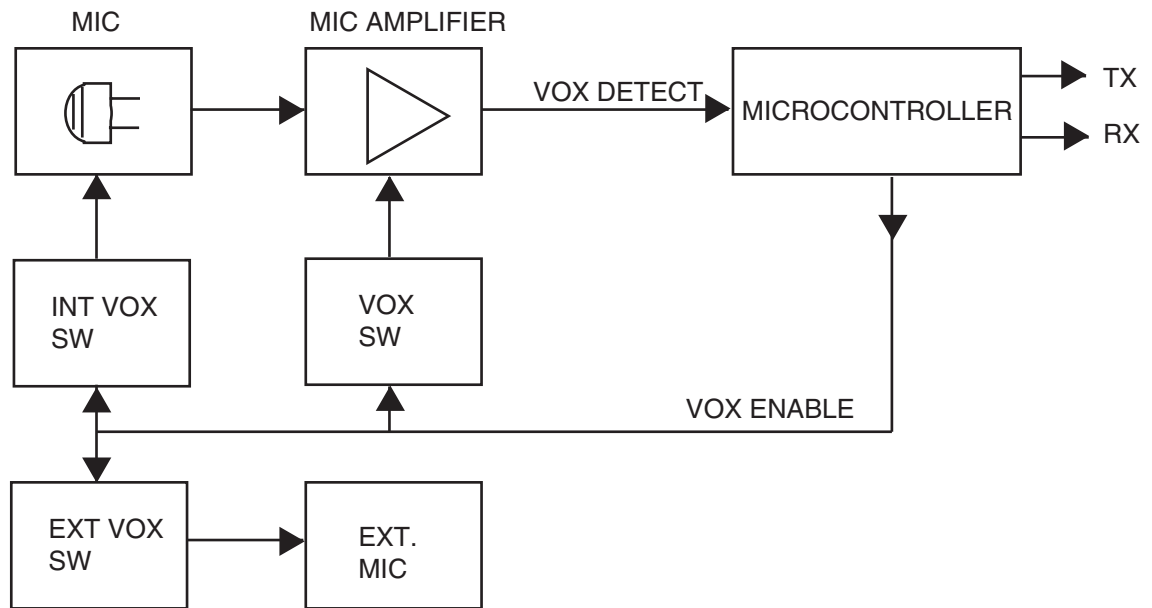 MIC
MIC AMPLIFIER
VOX DETECT
MICROCONTROLLER
TX
RX
INT VOX
SW
VOX
SW
VOX ENABLE
EXT VOX
SW
EXT.
MIC